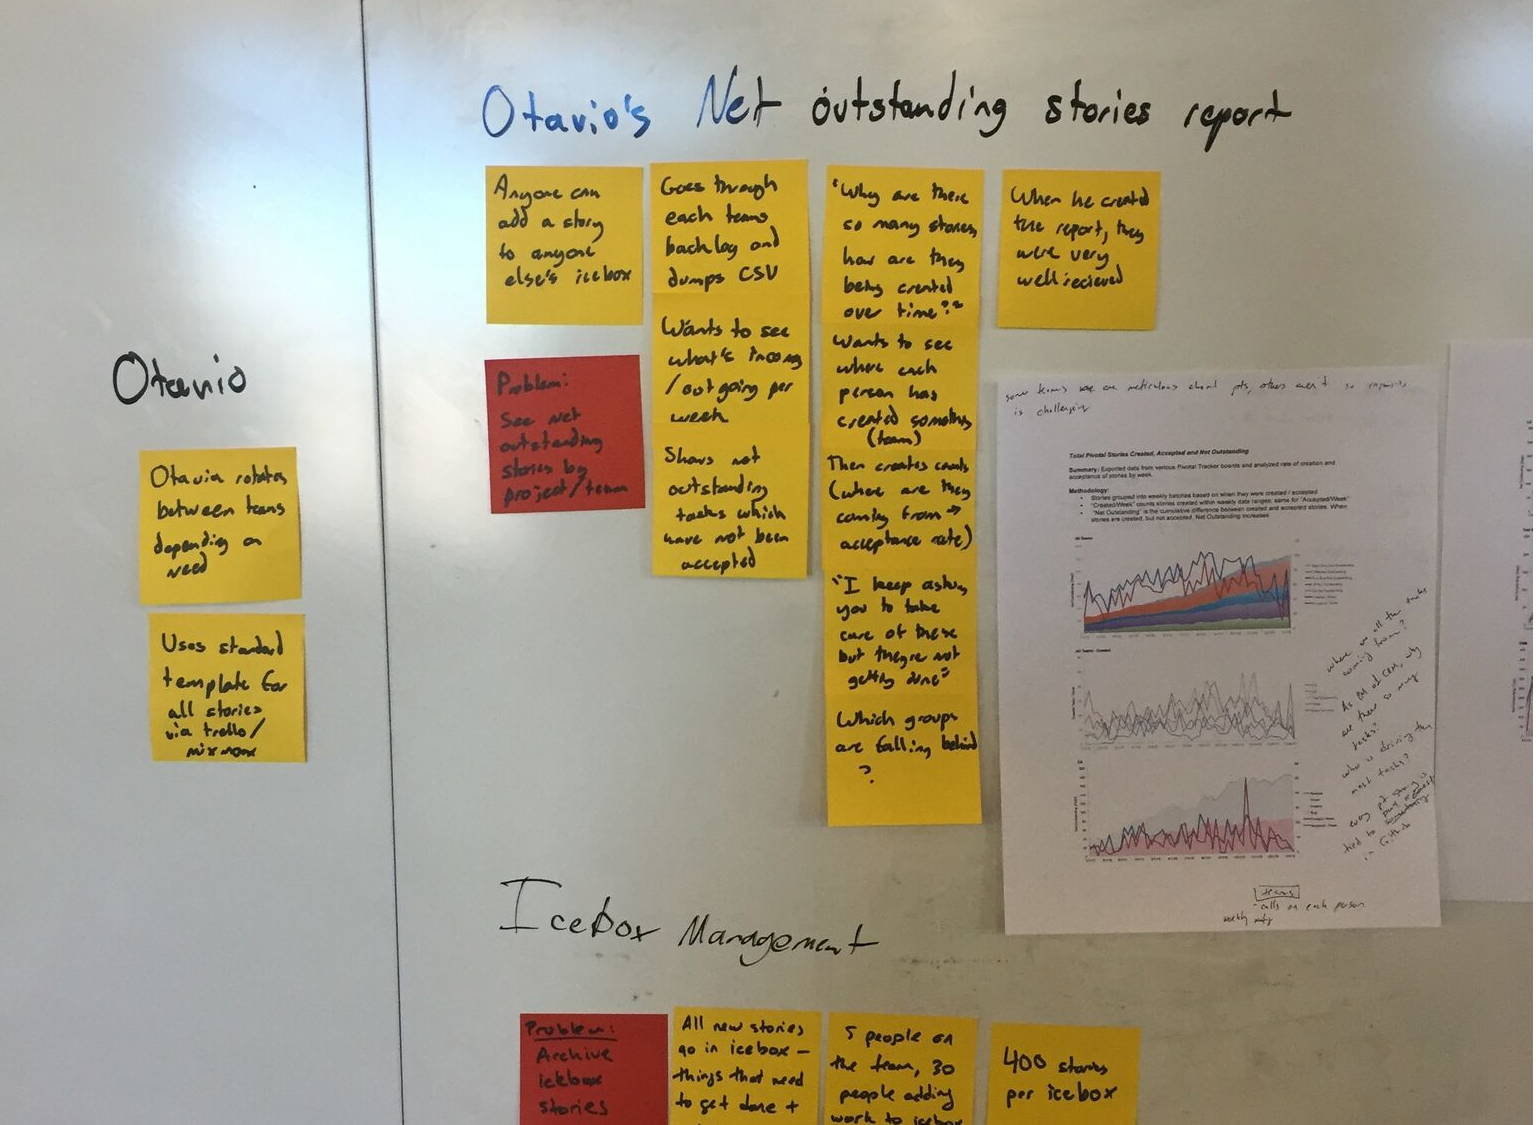 Otavio's Net outstanding stories report
Anyone can
add a story
to anyone
else's icebox
Problem:
See net
outstanding
stories by
project/team
Goes through
each teams
backlog and
dumps CSV
Wants to see
what's incoming
/outgoing per
week
Shows net
outstanding
tasks which
have not been
accepted
"Why are there
so many stories,
how are they
being created
over time?"
Wants to see
where each
person has
created something
(team)
Then creates counts
(where are they
coming from →
acceptance rate)
"I keep asking
you to take
care of these
but theyre not
getting done"
Which groups
are falling behind
?
When he created
the report, they
were very
well recieved
Otavio
Otavio rotates
between teams
depending on
need
Uses standard
template for
all stories
via trello/
mixmax
some teams are meticulous about pts, others aren't so
is challenging
Total Pivotal Stories Created, Accepted and Net Outstanding
Summary: Exported data from various Pivotal Tracker boards and analyzed rate of creation and
acceptance of stories by week.
Methodology:
• Stories grouped into weekly batches based on when they were created / accepted
• "Created/Week" counts stories created within weekly date ranges; same for "Accepted/Week"
• "Net Outstanding" is the cumulative difference between created and accepted stories. When
stories are created, but not accepted, Net Outstanding increases
All Teams
All Teams - Created
where are all the tasks
coming from?
why
are there so many
tasks?
who is driving the
most tasks?
every pt story is
tied to
in Github
teams
- calls on each person
weekly mtg
Icebox Management
Problem:
Archive
icebox
stories
All new stories
go in icebox -
things that need
to get done +
5 people on
the team, 30
people adding
work to icebox
400 stories
per icebox